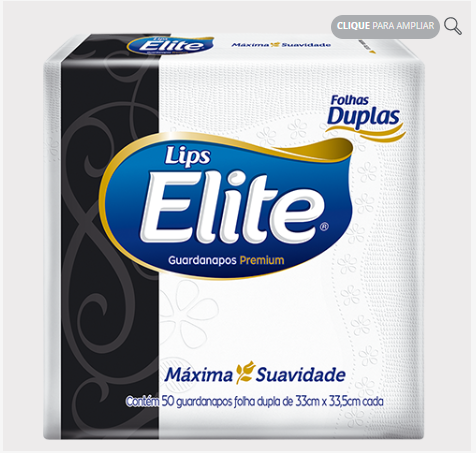 CLIQUE PARA AMPLIAR
Elite
Máxima Suavidade
Folhas
Duplas
Lips
Elite®
Guardanapos Premium
Máxima Suavidade
Contém 50 guardanapos folha dupla de 33cm x 33,5cm cada